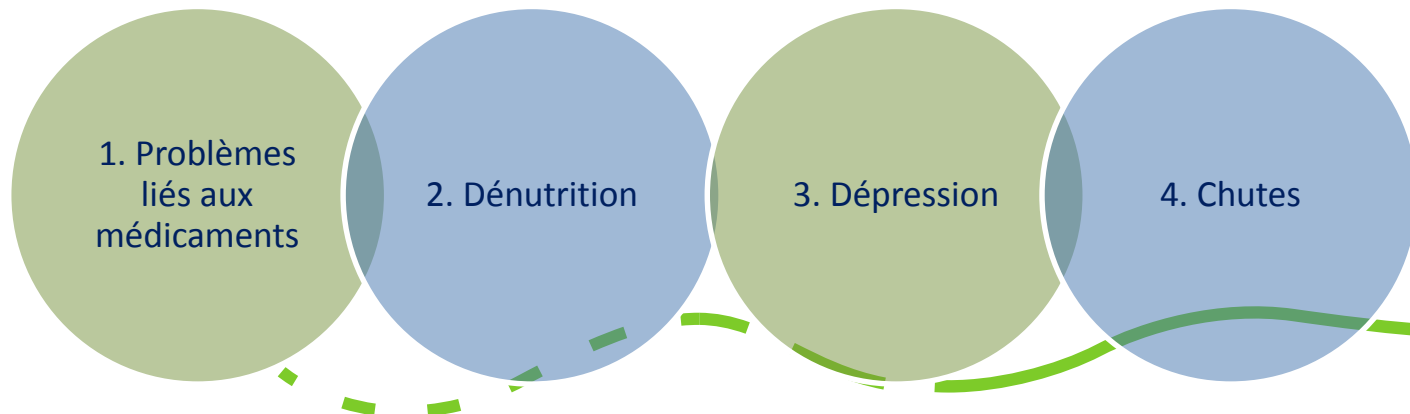 1. Problèmes
liés aux
médicaments
2. Dénutrition
3. Dépression
4. Chutes